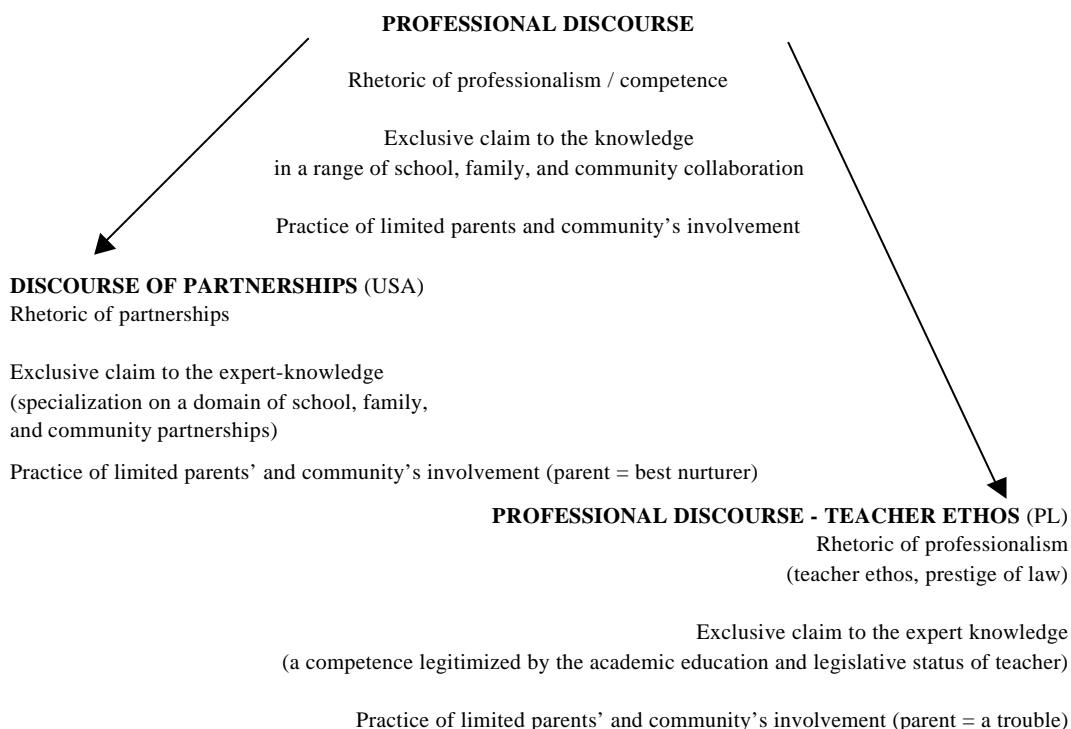 PROFESSIONAL DISCOURSE
Rhetoric of professionalism / competence
Exclusive claim to the knowledge
in a range of school, family, and community collaboration
Practice of limited parents and community’s involvement
DISCOURSE OF PARTNERSHIPS (USA)
Rhetoric of partnerships
Exclusive claim to the expert-knowledge
(specialization on a domain of school, family,
and community partnerships)
Practice of limited parents’ and community’s involvement (parent = best nurturer)
PROFESSIONAL DISCOURSE - TEACHER ETHOS (PL)
Rhetoric of professionalism
(teacher ethos, prestige of law)
Exclusive claim to the expert knowledge
(a competence legitimized by the academic education and legislative status of teacher)
Practice of limited parents’ and community’s involvement (parent = a trouble)